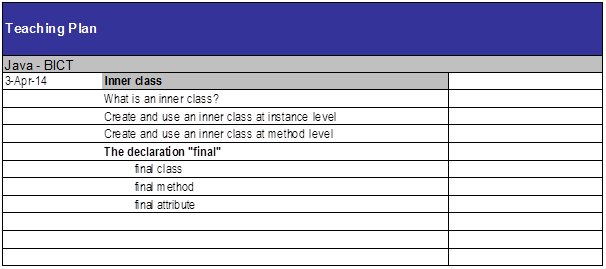 Teaching Plan
Java - BICT
3-Apr-14 Inner class
What is an inner class?
Create and use an inner class at instance level
Create and use an inner class at method level
The declaration "final"
final class
final method
final attribute